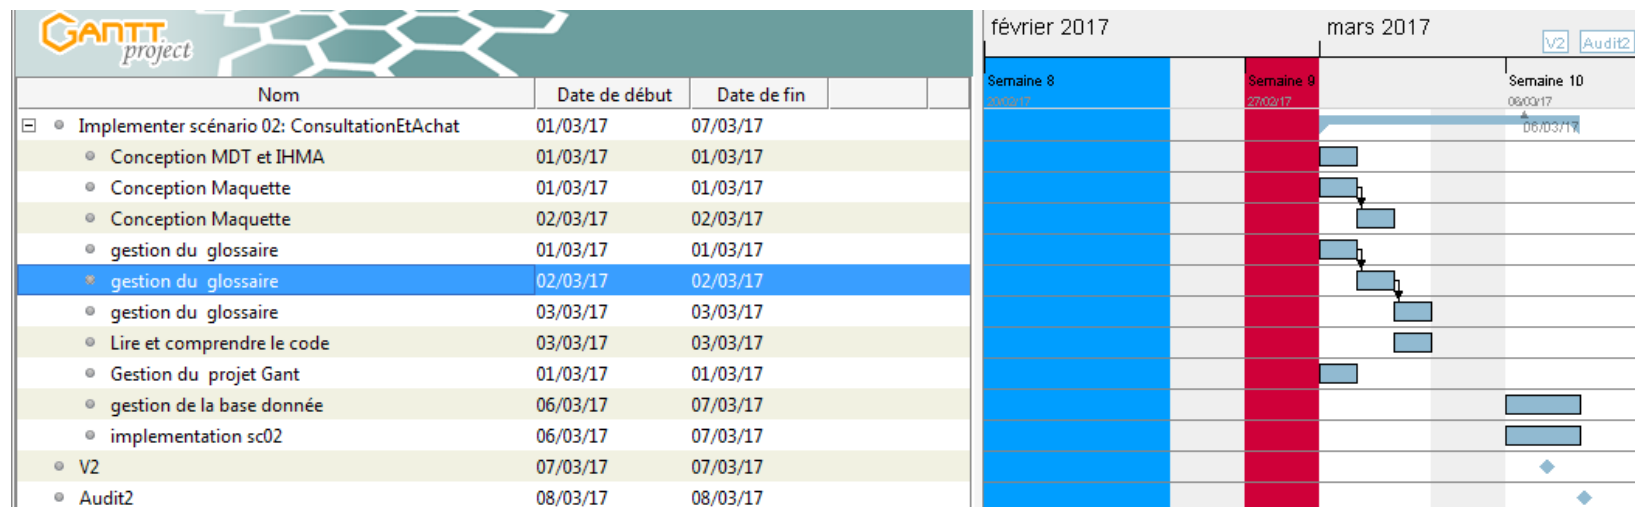 GANTT
project
février 2017
mars 2017
V2
Audit2
Semaine 8
Semaine 9
Semaine 10
20/02/17
27/02/17
06/03/17
Nom
Date de début
Date de fin
Implementer scénario 02: ConsultationEtAchat 01/03/17 07/03/17
06/03/17
Conception MDT et IHMA 01/03/17 01/03/17
Conception Maquette 01/03/17 01/03/17
Conception Maquette 02/03/17 02/03/17
gestion du glossaire 01/03/17 01/03/17
gestion du glossaire 02/03/17 02/03/17
gestion du glossaire 03/03/17 03/03/17
Lire et comprendre le code 03/03/17 03/03/17
Gestion du projet Gant 01/03/17 01/03/17
gestion de la base donnée 06/03/17 07/03/17
implementation sc02 06/03/17 07/03/17
V2 07/03/17 07/03/17
Audit2 08/03/17 08/03/17